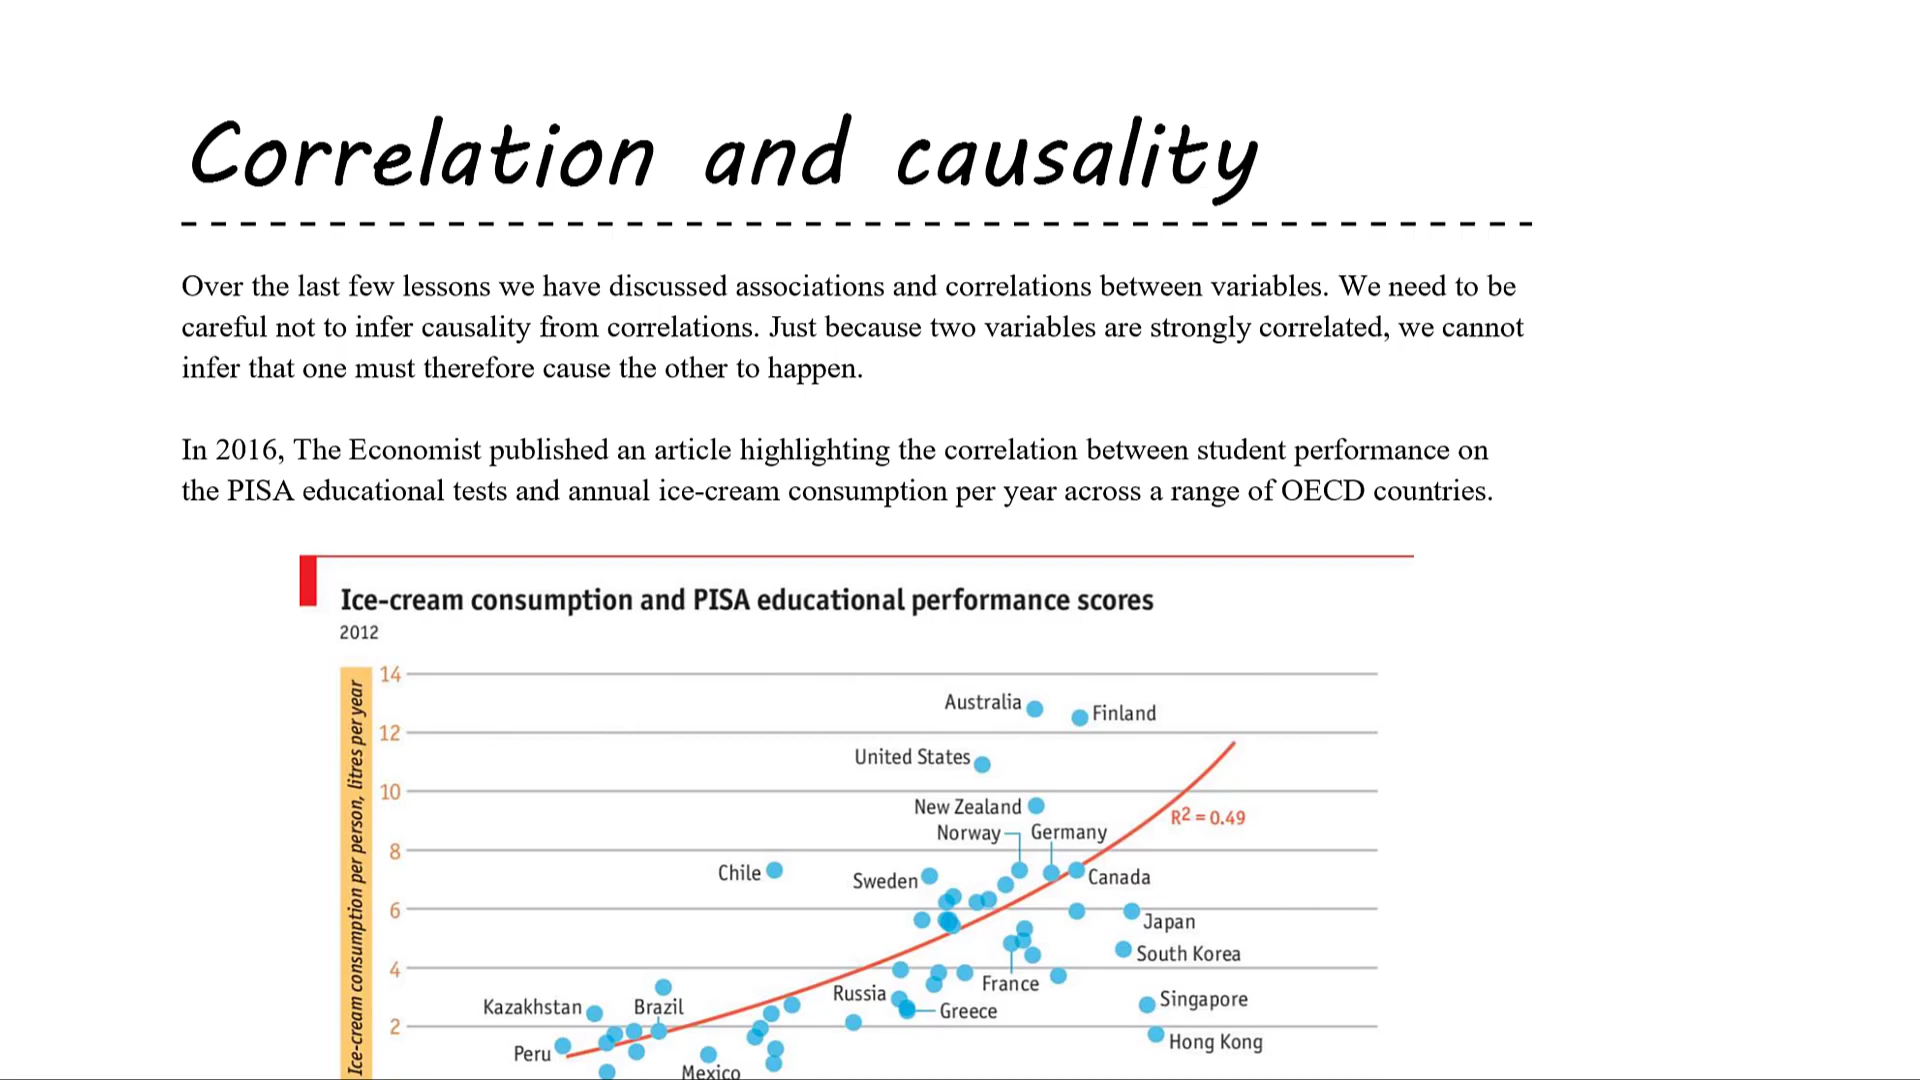 Correlation and causality
Over the last few lessons we have discussed associations and correlations between variables. We need to be
careful not to infer causality from correlations. Just because two variables are strongly correlated, we cannot
infer that one must therefore cause the other to happen.
In 2016, The Economist published an article highlighting the correlation between student performance on
the PISA educational tests and annual ice-cream consumption per year across a range of OECD countries.
Ice-cream consumption and PISA educational performance scores
2012
Ice-cream consumption per person, litres per year
14
Australia
Finland
12
United States
10
New Zealand
R2 = 0.49
Norway
Germany
8
Chile
Sweden
Canada
6
Japan
South Korea
4
France
Russia
Singapore
Kazakhstan
Brazil
Greece
2
Hong Kong
Peru
Mexico